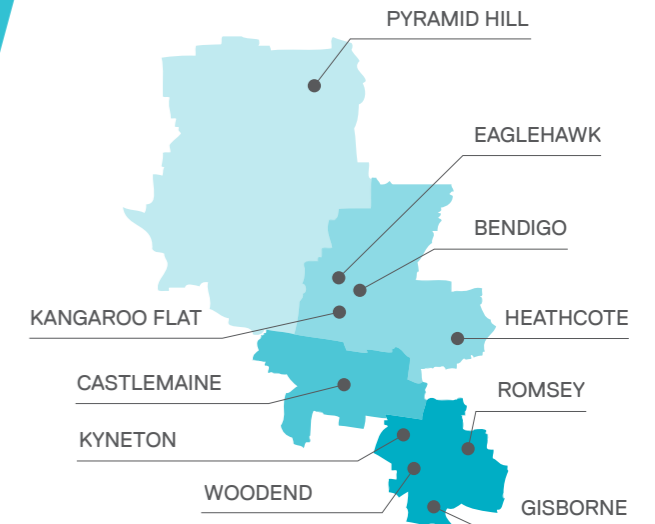 PYRAMID HILL
EAGLEHAWK
BENDIGO
KANGAROO FLAT
HEATHCOTE
CASTLEMAINE
ROMSEY
KYNETON
WOODEND
GISBORNE